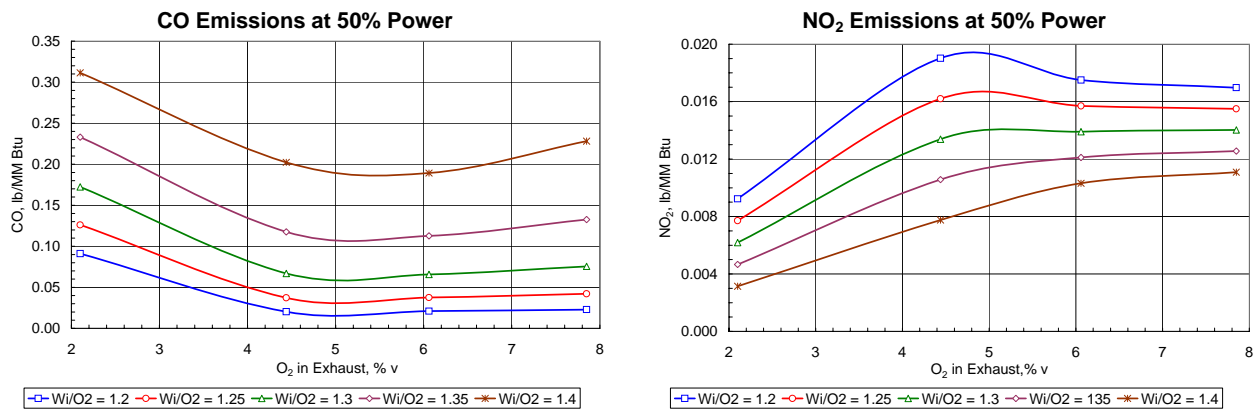 CO Emissions at 50% Power
0.35
0.30
0.25
0.20
0.15
0.10
0.05
0.00
CO, lb/MM Btu
2 3 4 5 6 7 8
O2 in Exhaust, % v
Wi/O2 = 1.2 Wi/O2 = 1.25 Wi/O2 = 1.3 Wi/O2 = 1.35 Wi/O2 = 1.4
NO2 Emissions at 50% Power
0.020
0.016
0.012
0.008
0.004
0.000
NO2, lb/MM Btu
2 3 4 5 6 7 8
O2 in Exhaust,% v
Wi/O2 = 1.2 Wi/O2 = 1.25 Wi/O2 = 1.3 Wi/O2 = 135 Wi/O2 = 1.4